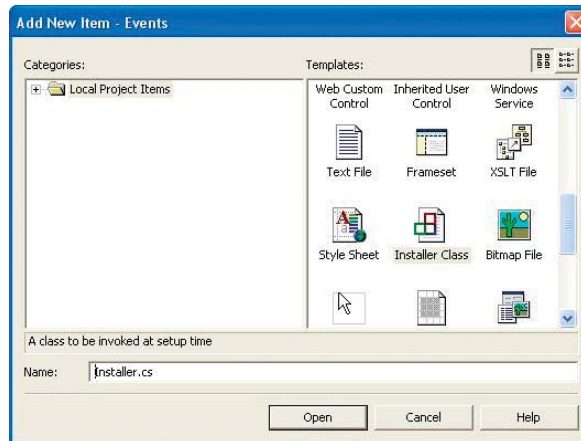 Add New Item - Events
Categories:
Templates:
Local Project Items
Web Custom Control
Inherited User Control
Windows Service
Text File
Frameset
XSLT File
Style Sheet
Installer Class
Bitmap File
A class to be invoked at setup time
Name:
Installer.cs
Open
Cancel
Help